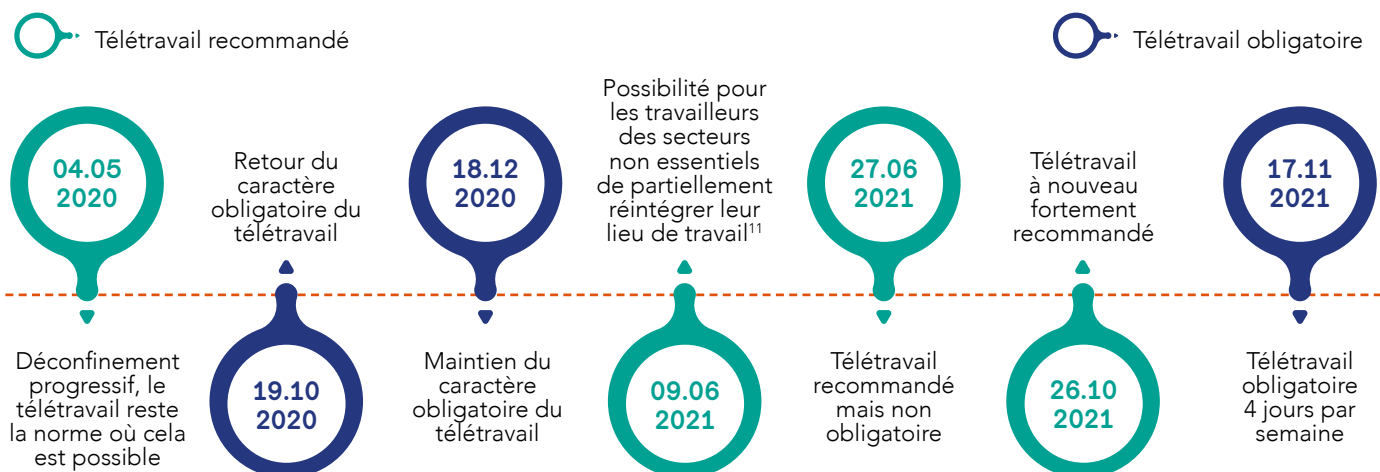 Télétravail recommandé
Télétravail obligatoire
04.05
2020
Déconfinement
progressif, le
télétravail reste
la norme où cela
est possible
Retour du
caractère
obligatoire du
télétravail
19.10
2020
18.12
2020
Maintien du
caractère
obligatoire du
télétravail
Possibilité pour
les travailleurs
des secteurs
non essentiels
de partiellement
réintégrer leur
lieu de travail¹¹
09.06
2021
27.06
2021
Télétravail
recommandé
mais non
obligatoire
Télétravail
à nouveau
fortement
recommandé
26.10
2021
17.11
2021
Télétravail
obligatoire
4 jours par
semaine